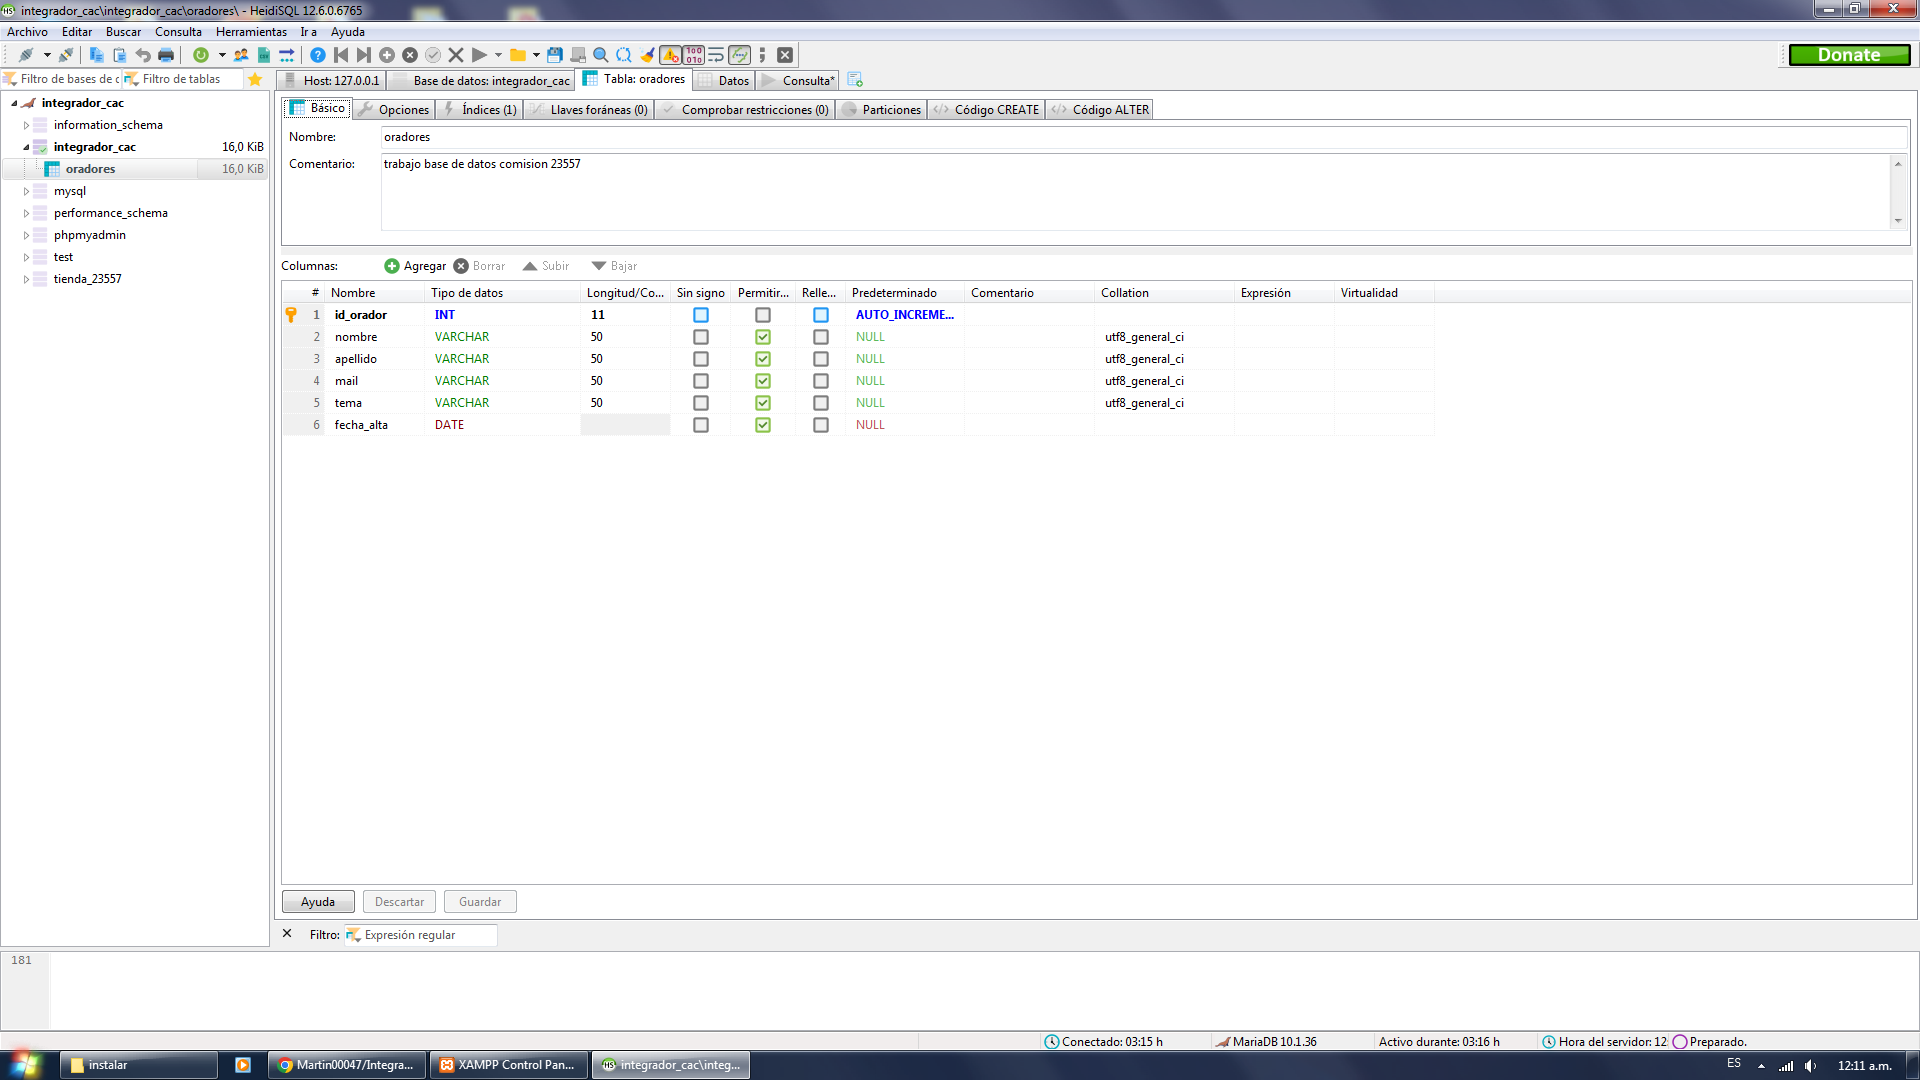 integrador_cac\integrador_cac\oradores\ - HeidiSQL 12.6.0.6765
Archivo Editar Buscar Consulta Herramientas Ir a Ayuda
Donate
Filtro de bases de c Filtro de tablas
Host: 127.0.0.1 Base de datos: integrador_cac Tabla: oradores Datos Consulta*
integrador_cac
information_schema
integrador_cac 16,0 KiB
oradores 16,0 KiB
mysql
performance_schema
phpmyadmin
test
tienda_23557
Básico Opciones Índices (1) Llaves foráneas (0) Comprobar restricciones (0) Particiones Código CREATE Código ALTER
Nombre: oradores
Comentario: trabajo base de datos comision 23557
Columnas: Agregar Borrar Subir Bajar
# Nombre Tipo de datos Longitud/Co... Sin signo Permitir... Relle... Predeterminado Comentario Collation Expresión Virtualidad
1 id_orador INT 11 AUTO_INCREME...
2 nombre VARCHAR 50 NULL utf8_general_ci
3 apellido VARCHAR 50 NULL utf8_general_ci
4 mail VARCHAR 50 NULL utf8_general_ci
5 tema VARCHAR 50 NULL utf8_general_ci
6 fecha_alta DATE NULL
Ayuda Descartar Guardar
Filtro: Expresión regular
181
Conectado: 03:15 h MariaDB 10.1.36 Activo durante: 03:16 h Hora del servidor: 12 Preparado.
instalar Martin00047/Integra... XAMPP Control Pan... integrador_cac\integ... ES 12:11 a.m.